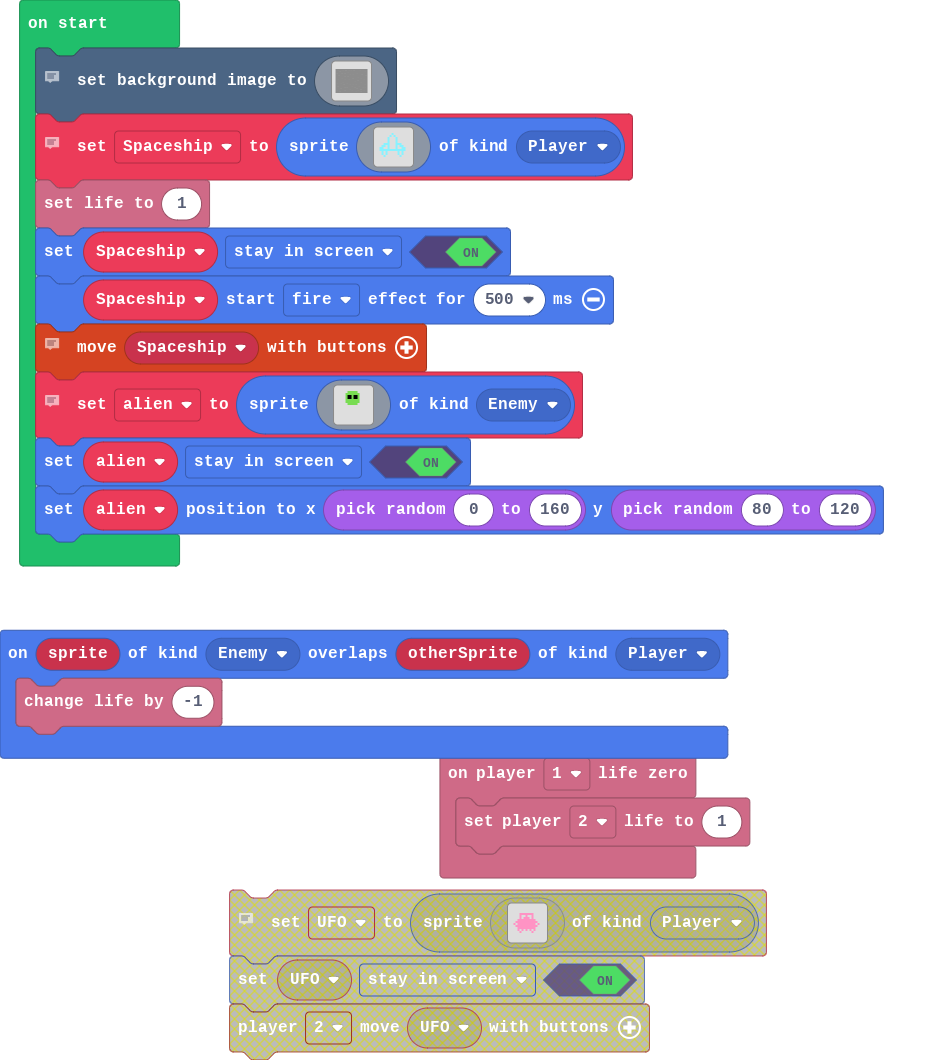 on start
set background image to
set Spaceship to sprite of kind Player
set life to 1
set Spaceship stay in screen ON
Spaceship start fire effect for 500 ms
move Spaceship with buttons
set alien to sprite of kind Enemy
set alien stay in screen ON
set alien position to x pick random 0 to 160 y pick random 80 to 120
on sprite of kind Enemy overlaps otherSprite of kind Player
change life by -1
on player 1 life zero
set player 2 life to 1
set UFO to sprite of kind Player
set UFO stay in screen ON
player 2 move UFO with buttons